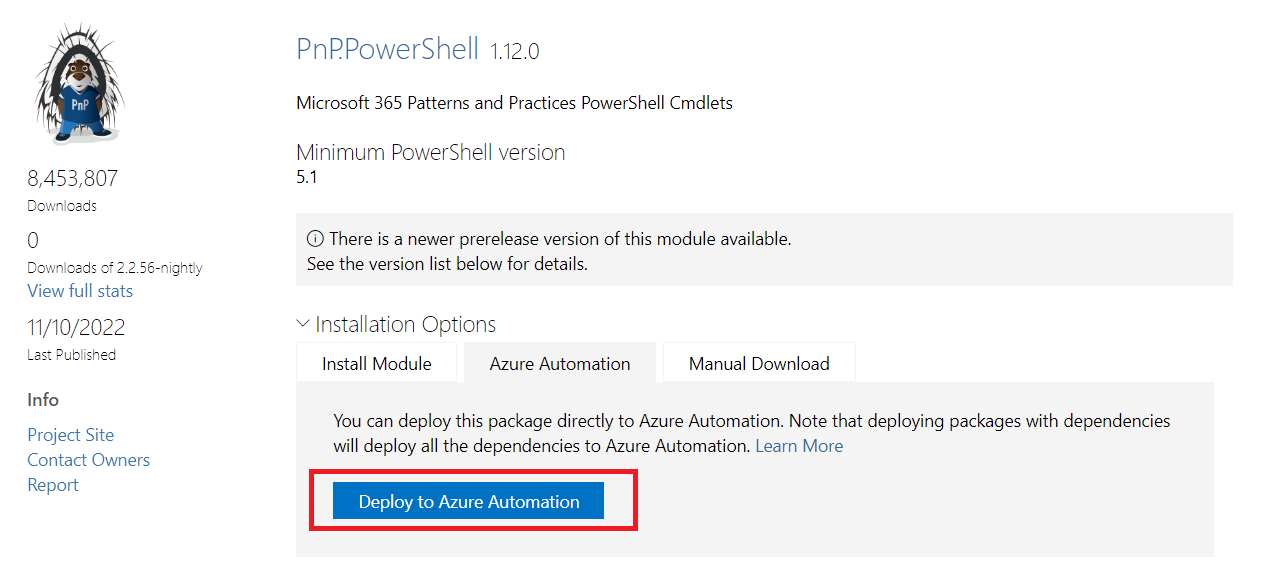 PnP
8,453,807
Downloads
0
Downloads of 2.2.56-nightly
View full stats
11/10/2022
Last Published
Info
Project Site
Contact Owners
Report
PnP.PowerShell 1.12.0
Microsoft 365 Patterns and Practices PowerShell Cmdlets
Minimum PowerShell version
5.1
There is a newer prerelease version of this module available.
See the version list below for details.
Installation Options
Install Module
Azure Automation
Manual Download
You can deploy this package directly to Azure Automation. Note that deploying packages with dependencies
will deploy all the dependencies to Azure Automation. Learn More
Deploy to Azure Automation